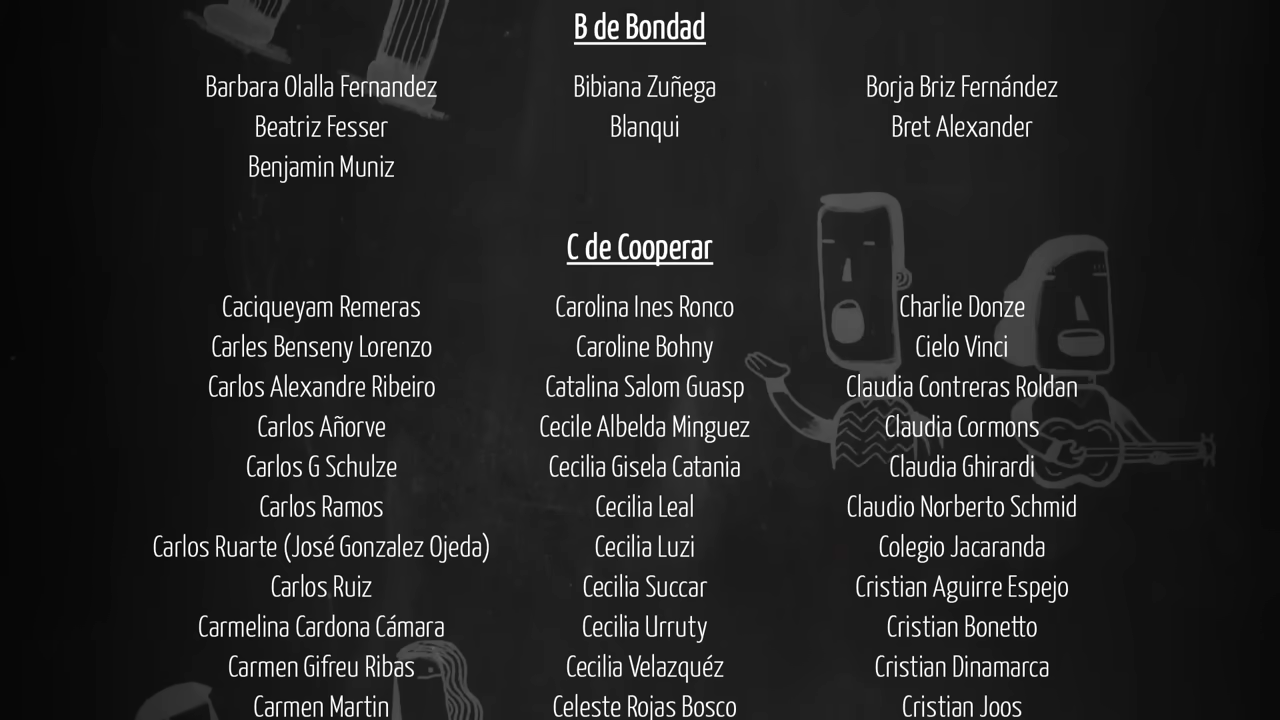 B de Bondad
Barbara Olalla Fernandez
Beatriz Fesser
Benjamin Muniz
Bibiana Zuñega
Blanqui
Borja Briz Fernández
Bret Alexander
C de Cooperar
Caciqueyam Remeras
Carles Benseny Lorenzo
Carlos Alexandre Ribeiro
Carlos Añorve
Carlos G Schulze
Carlos Ramos
Carlos Ruarte (José Gonzalez Ojeda)
Carlos Ruiz
Carmelina Cardona Cámara
Carmen Gifreu Ribas
Carmen Martin
Carolina Ines Ronco
Caroline Bohny
Catalina Salom Guasp
Cecile Albelda Minguez
Cecilia Gisela Catania
Cecilia Leal
Cecilia Luzi
Cecilia Succar
Cecilia Urruty
Cecilia Velazquéz
Celeste Rojas Bosco
Charlie Donze
Cielo Vinci
Claudia Contreras Roldan
Claudia Cormons
Claudia Ghirardi
Claudio Norberto Schmid
Colegio Jacaranda
Cristian Aguirre Espejo
Cristian Bonetto
Cristian Dinamarca
Cristian Joos